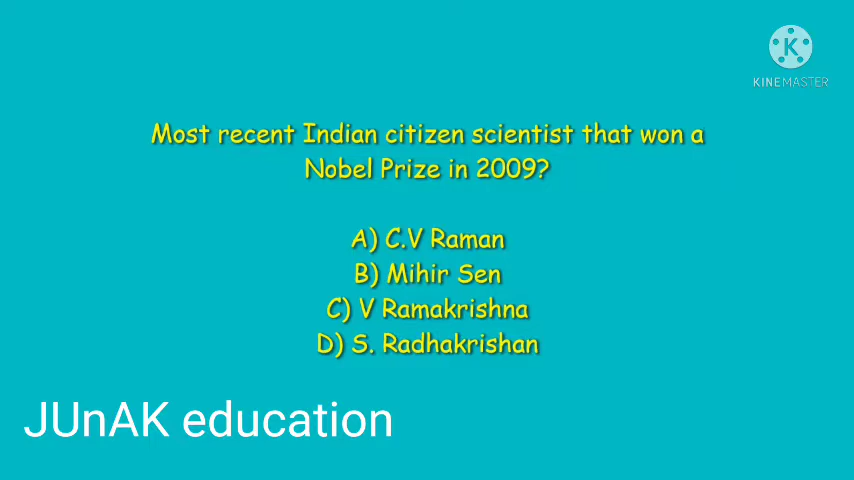 KINEMASTER
Most recent Indian citizen scientist that won a
Nobel Prize in 2009?
A) C.V Raman
B) Mihir Sen
C) V Ramakrishna
D) S. Radhakrishan
JUnAK education